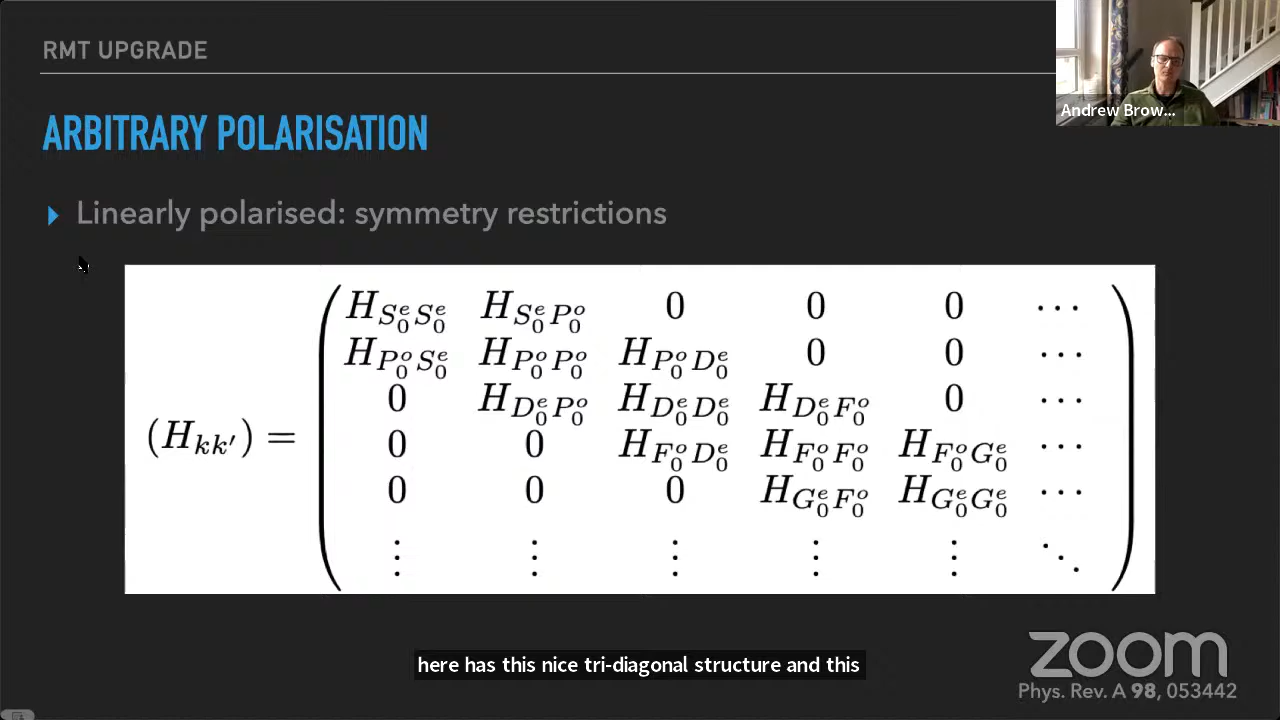 RMT UPGRADE
Andrew Brow...
ARBITRARY POLARISATION
Linearly polarised: symmetry restrictions
(H_{kk'}) = 
H_{S_0^e S_0^e} H_{S_0^e P_0^o} 0 0 0 ⋯
H_{P_0^o S_0^e} H_{P_0^o P_0^o} H_{P_0^o D_0^e} 0 0 ⋯
0 H_{D_0^e P_0^o} H_{D_0^e D_0^e} H_{D_0^e F_0^o} 0 ⋯
0 0 H_{F_0^o D_0^e} H_{F_0^o F_0^o} H_{F_0^o G_0^e} ⋯
0 0 0 H_{G_0^e F_0^o} H_{G_0^e G_0^e} ⋯
⋮ ⋮ ⋮ ⋮ ⋮ ⋱
here has this nice tri-diagonal structure and this
zoom
Phys. Rev. A 98, 053442